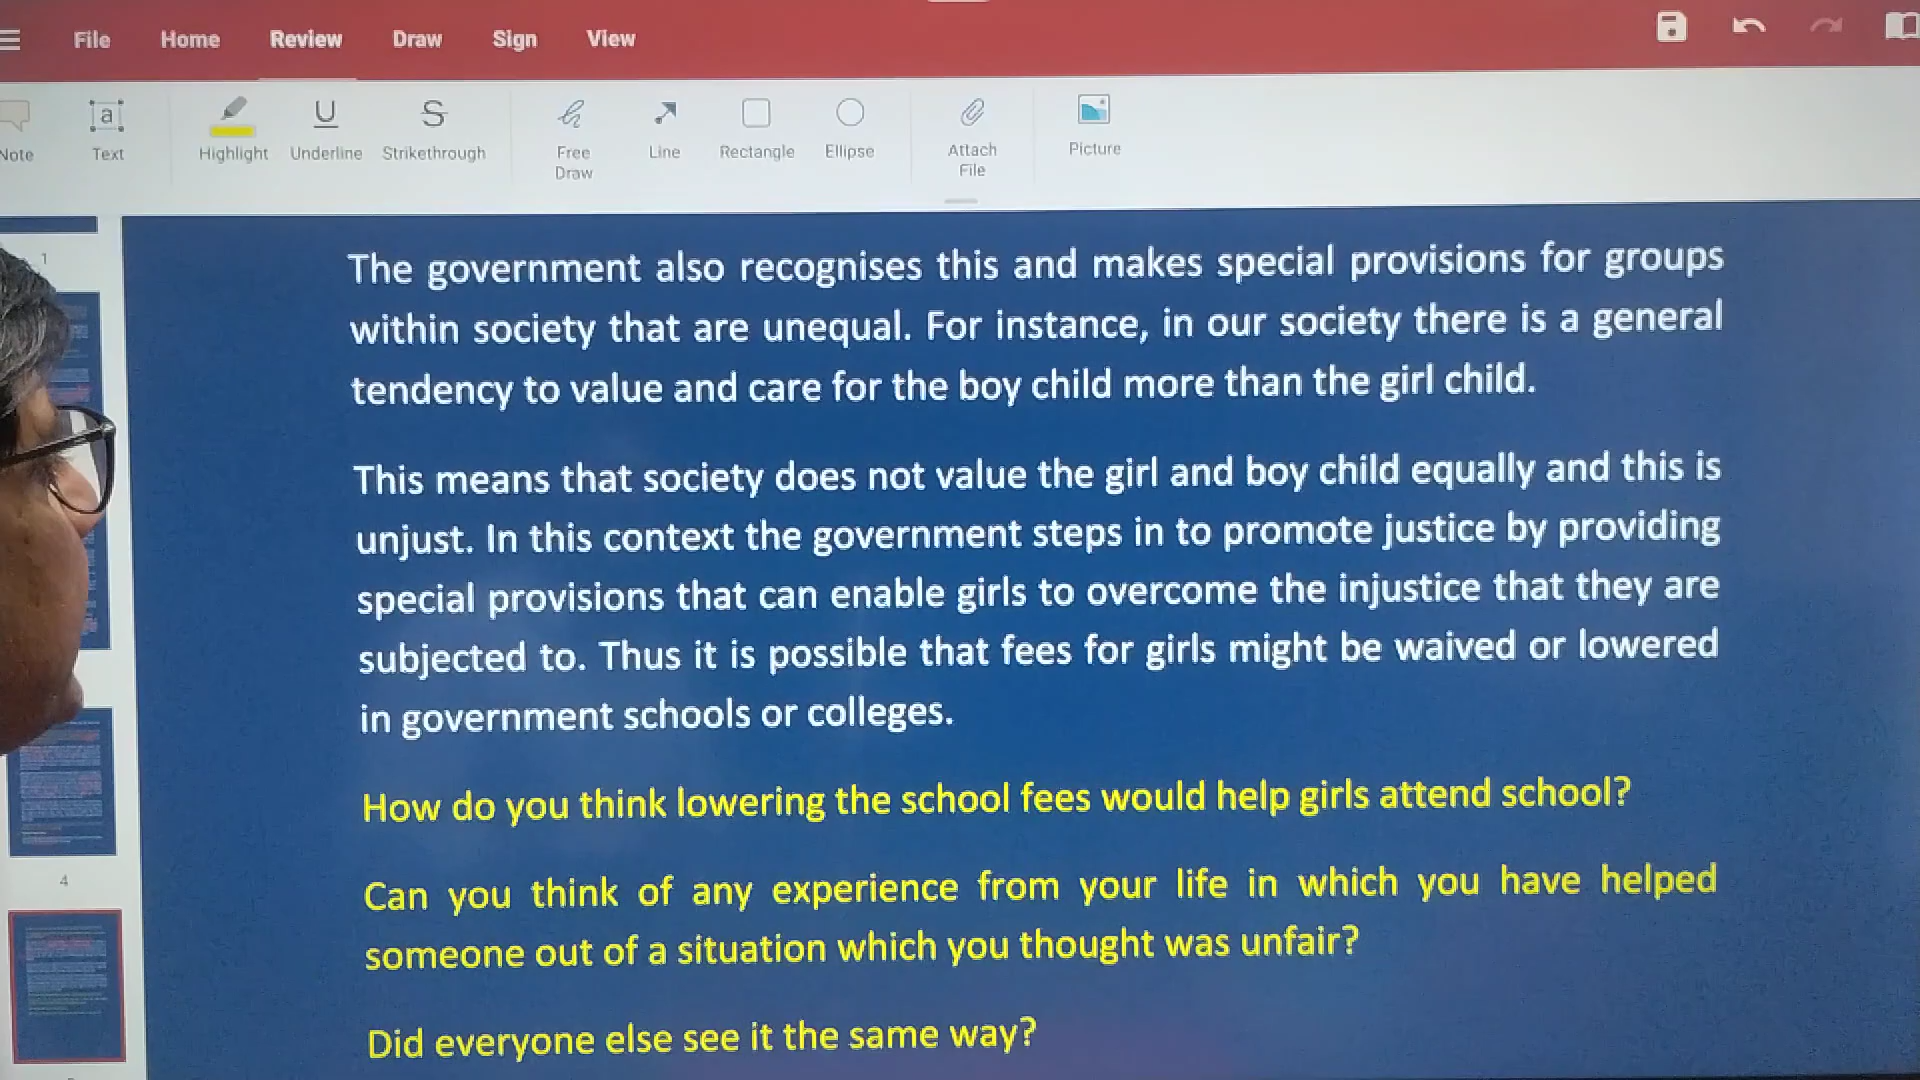 File Home Review Draw Sign View
Note Text Highlight Underline Strikethrough Free Draw Line Rectangle Ellipse Attach File Picture
1
The government also recognises this and makes special provisions for groups
within society that are unequal. For instance, in our society there is a general
tendency to value and care for the boy child more than the girl child.
This means that society does not value the girl and boy child equally and this is
unjust. In this context the government steps in to promote justice by providing
special provisions that can enable girls to overcome the injustice that they are
subjected to. Thus it is possible that fees for girls might be waived or lowered
in government schools or colleges.
How do you think lowering the school fees would help girls attend school?
4
Can you think of any experience from your life in which you have helped
someone out of a situation which you thought was unfair?
Did everyone else see it the same way?